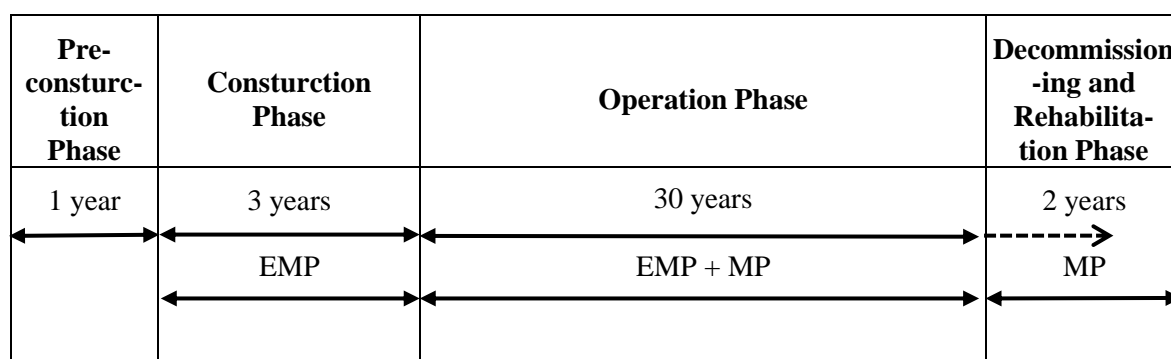 Pre-
consturc-
tion
Phase
Consturction
Phase
Operation Phase
Decommission
-ing and
Rehabilita-
tion Phase
1 year
3 years
30 years
2 years
EMP
EMP + MP
MP